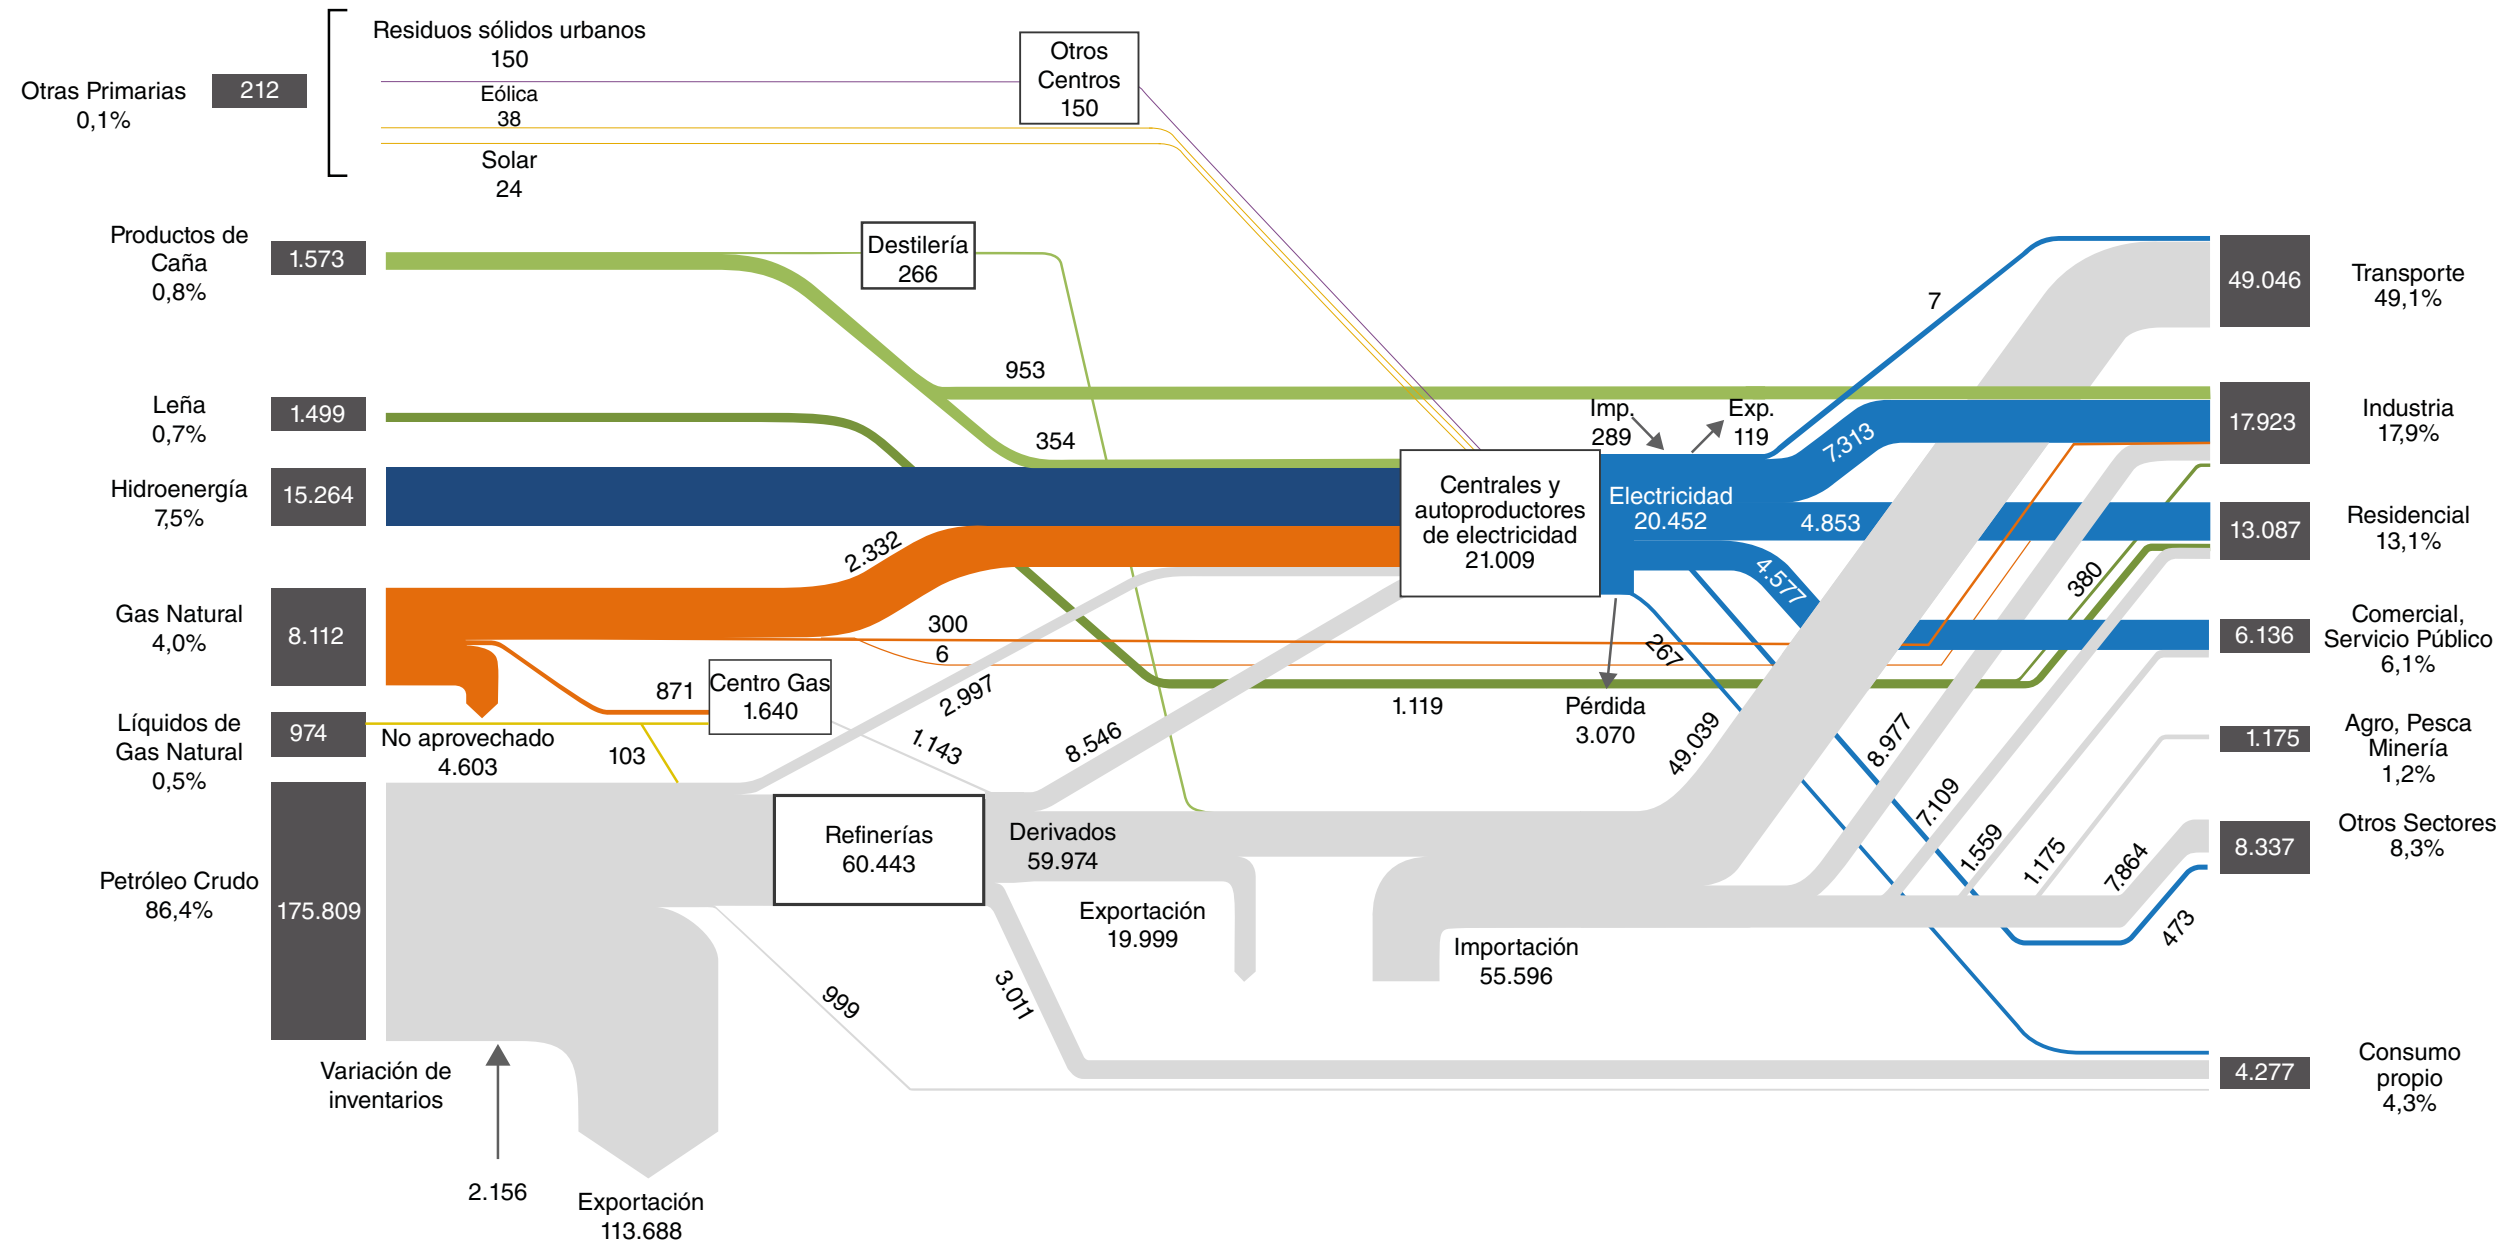 Otras Primarias
0,1%
212
Residuos sólidos urbanos
150
Eólica
38
Solar
24
Otros
Centros
150
Productos de
Caña
0,8%
1.573
Destilería
266
953
354
Leña
0,7%
1.499
Hidroenergía
7,5%
15.264
Gas Natural
4,0%
8.112
2.332
300
6
871
Centro Gas
1.640
Líquidos de
Gas Natural
0,5%
974
No aprovechado
4.603
103
1.143
2.997
8.546
Petróleo Crudo
86,4%
175.809
Refinerías
60.443
Derivados
59.974
Exportación
19.999
Importación
55.596
999
3.011
Variación de
inventarios
2.156
Exportación
113.688
Centrales y
autoproductores
de electricidad
21.009
Imp.
289
Exp.
119
Electricidad
20.452
7
7.313
4.853
4.577
267
Pérdida
3.070
1.119
380
49.039
8.977
7.109
1.559
1.175
7.864
473
49.046
Transporte
49,1%
17.923
Industria
17,9%
13.087
Residencial
13,1%
6.136
Comercial,
Servicio Público
6,1%
1.175
Agro, Pesca
Minería
1,2%
8.337
Otros Sectores
8,3%
4.277
Consumo
propio
4,3%